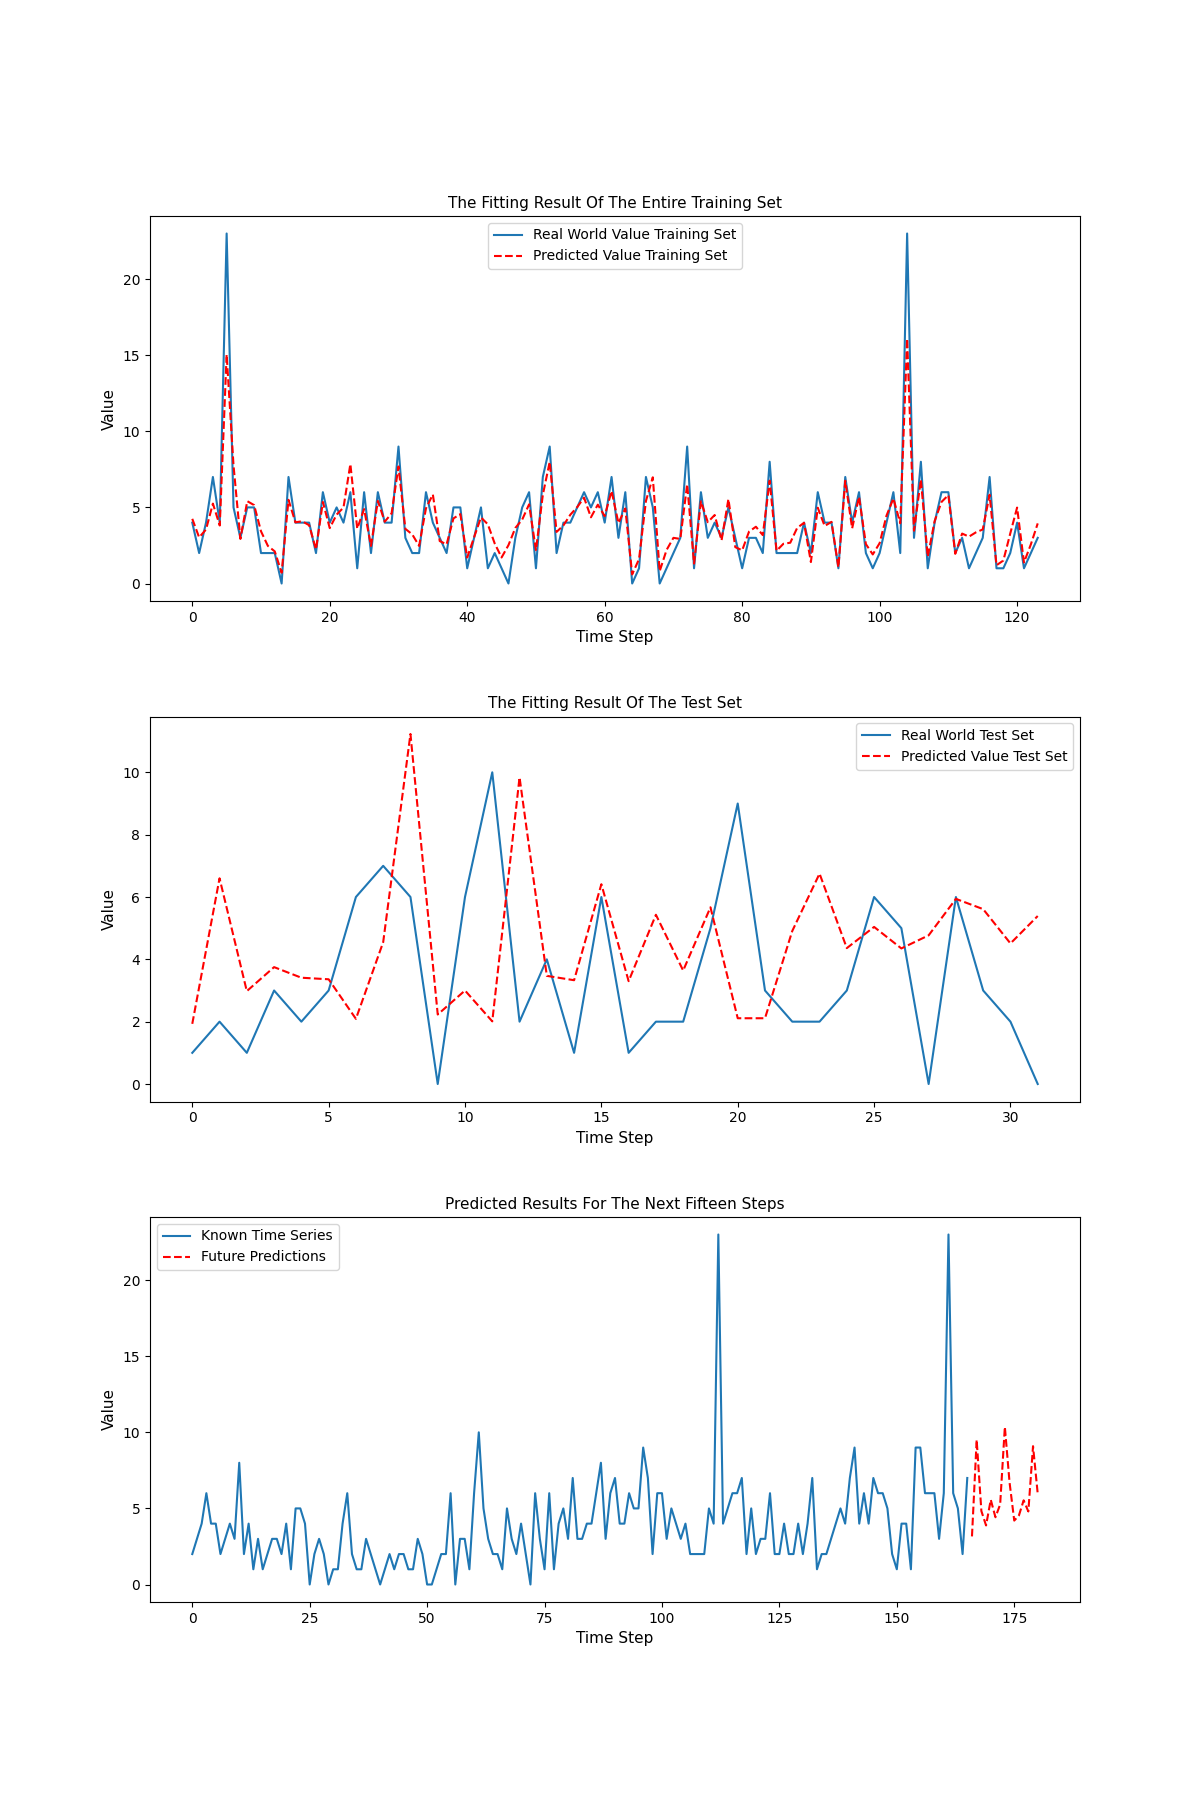 The Fitting Result Of The Entire Training Set
Real World Value Training Set
Predicted Value Training Set
Value
20
15
10
5
0
0 20 40 60 80 100 120
Time Step
The Fitting Result Of The Test Set
Real World Test Set
Predicted Value Test Set
Value
10
8
6
4
2
0
0 5 10 15 20 25 30
Time Step
Predicted Results For The Next Fifteen Steps
Known Time Series
Future Predictions
Value
20
15
10
5
0
0 25 50 75 100 125 150 175
Time Step